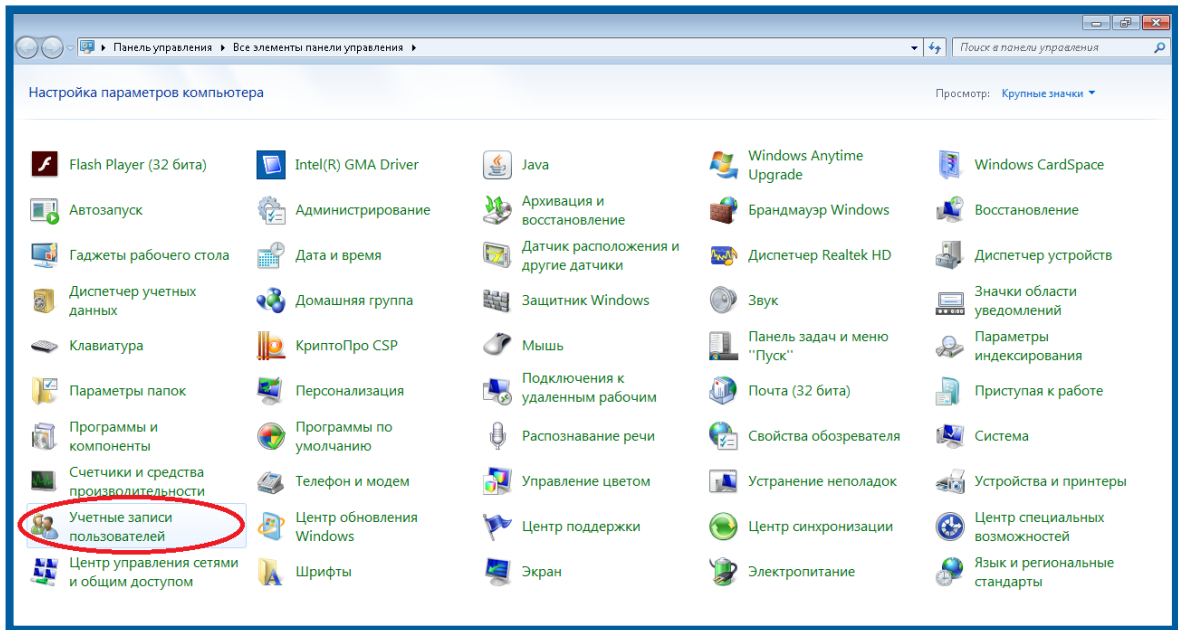 Панель управления ▸ Все элементы панели управления ▸
Поиск в панели управления
Настройка параметров компьютера
Просмотр: Крупные значки
Flash Player (32 бита)
Intel(R) GMA Driver
Java
Windows Anytime
Upgrade
Windows CardSpace
Автозапуск
Администрирование
Архивация и
восстановление
Брандмауэр Windows
Восстановление
Гаджеты рабочего стола
Дата и время
Датчик расположения и
другие датчики
Диспетчер Realtek HD
Диспетчер устройств
Диспетчер учетных
данных
Домашняя группа
Защитник Windows
Звук
Значки области
уведомлений
Клавиатура
КриптоПро CSP
Мышь
Панель задач и меню
"Пуск"
Параметры
индексирования
Параметры папок
Персонализация
Подключения к
удаленным рабочим
Почта (32 бита)
Приступая к работе
Программы и
компоненты
Программы по
умолчанию
Распознавание речи
Свойства обозревателя
Система
Счетчики и средства
производительности
Телефон и модем
Управление цветом
Устранение неполадок
Устройства и принтеры
Учетные записи
пользователей
Центр обновления
Windows
Центр поддержки
Центр синхронизации
Центр специальных
возможностей
Центр управления сетями
и общим доступом
Шрифты
Экран
Электропитание
Язык и региональные
стандарты